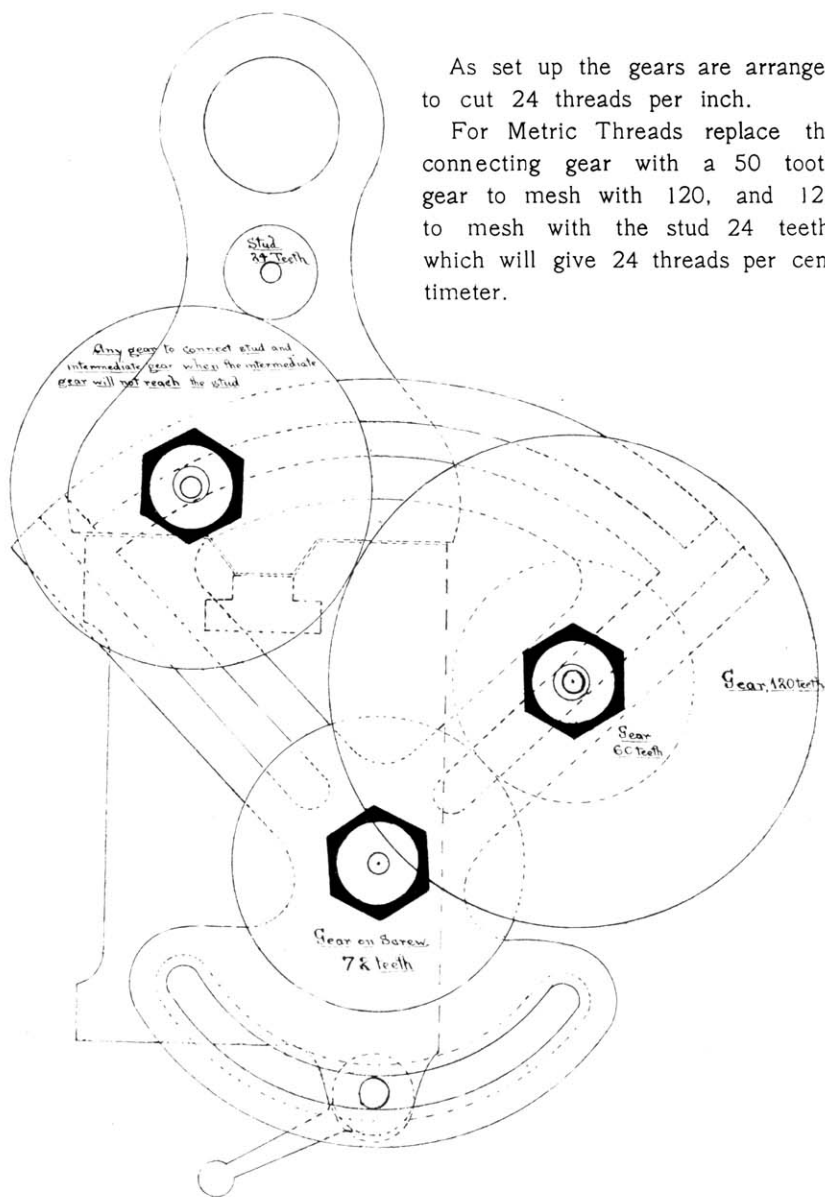 As set up the gears are arrange
to cut 24 threads per inch.
For Metric Threads replace th
connecting gear with a 50 toot
gear to mesh with 120, and 12
to mesh with the stud 24 teeth
which will give 24 threads per cen
timeter.
Stud
24 Teeth
Any gear to connect stud and
intermediate gear when the intermediate
gear will not reach the stud
Gear, 120 teeth
Gear
60 teeth
Gear on Screw
72 teeth